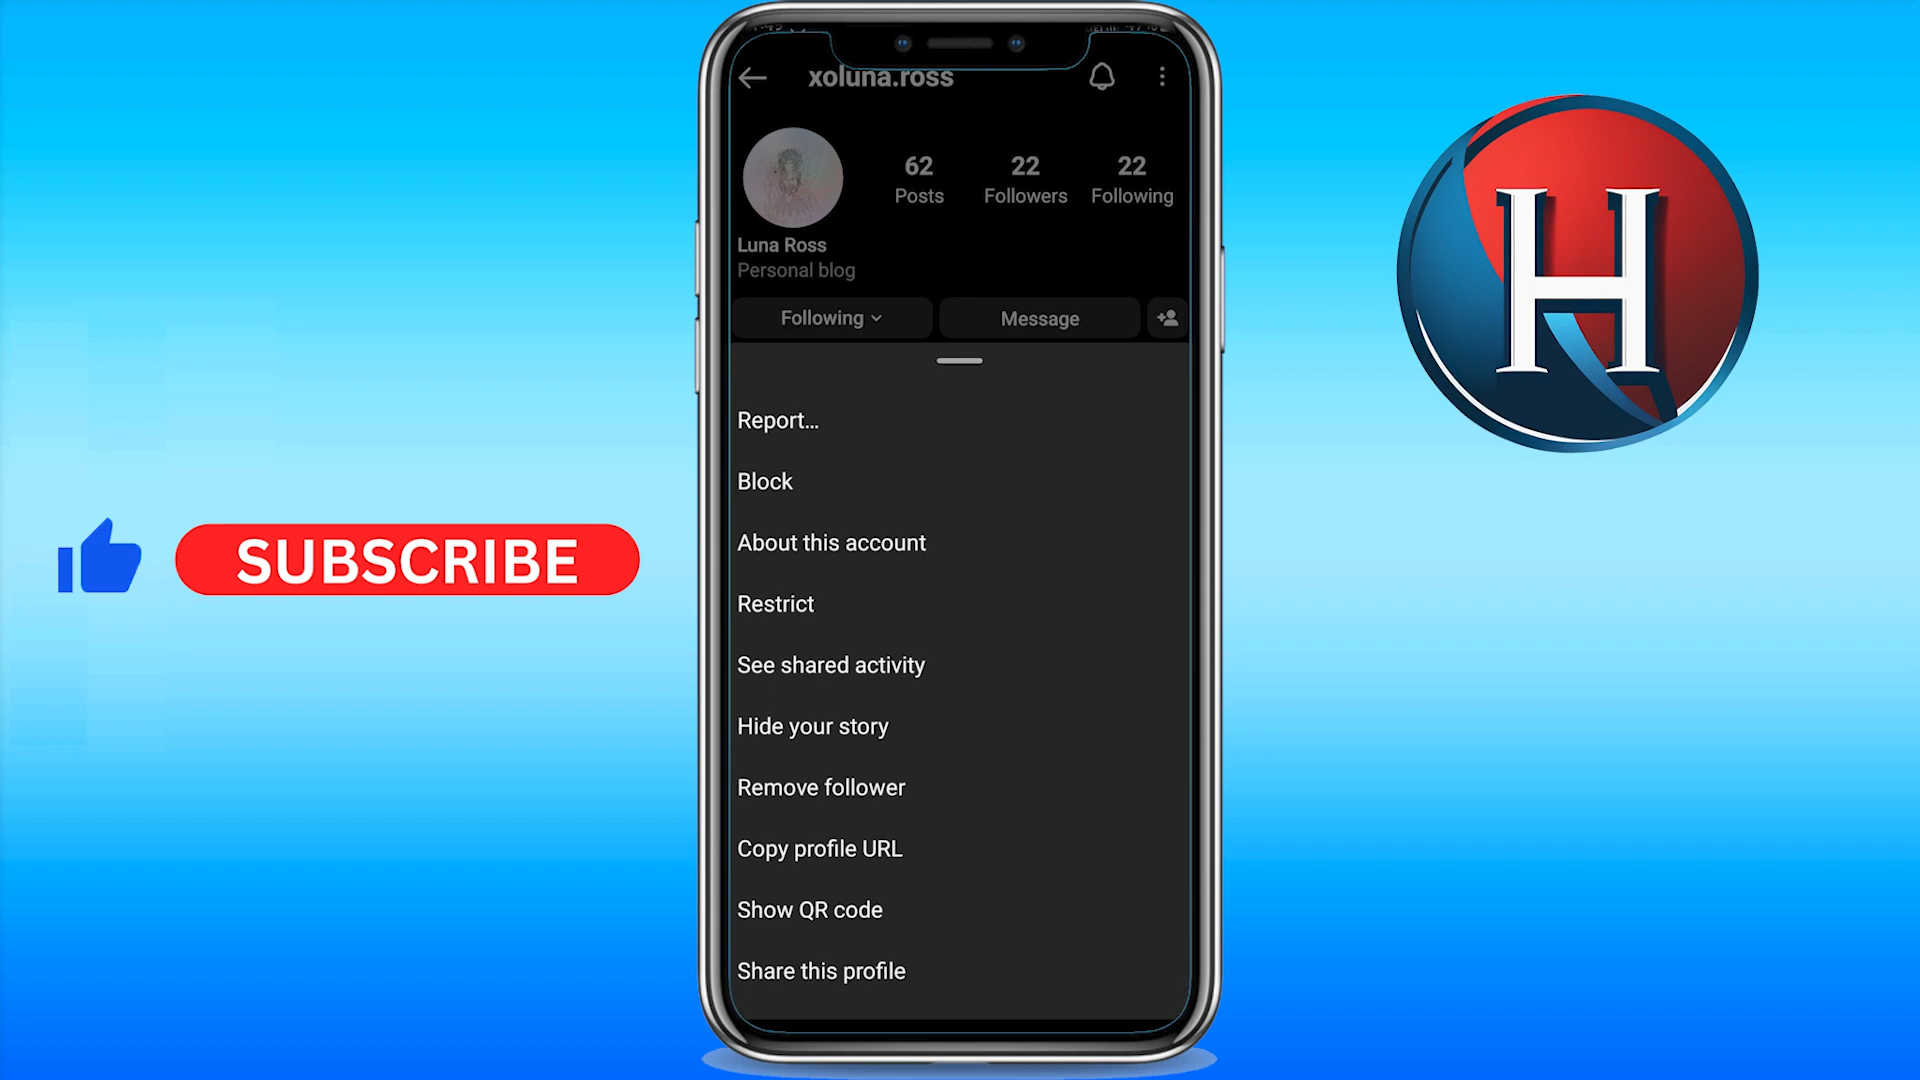 xoluna.ross
62
Posts
22
Followers
22
Following
Luna Ross
Personal blog
Following
Message
Report...
Block
About this account
Restrict
See shared activity
Hide your story
Remove follower
Copy profile URL
Show QR code
Share this profile
SUBSCRIBE
H